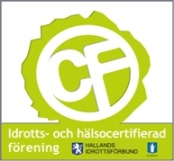 CF
Idrotts- och hälsocertifierad
förening
HALLANDS
IDROTTSFÖRBUND